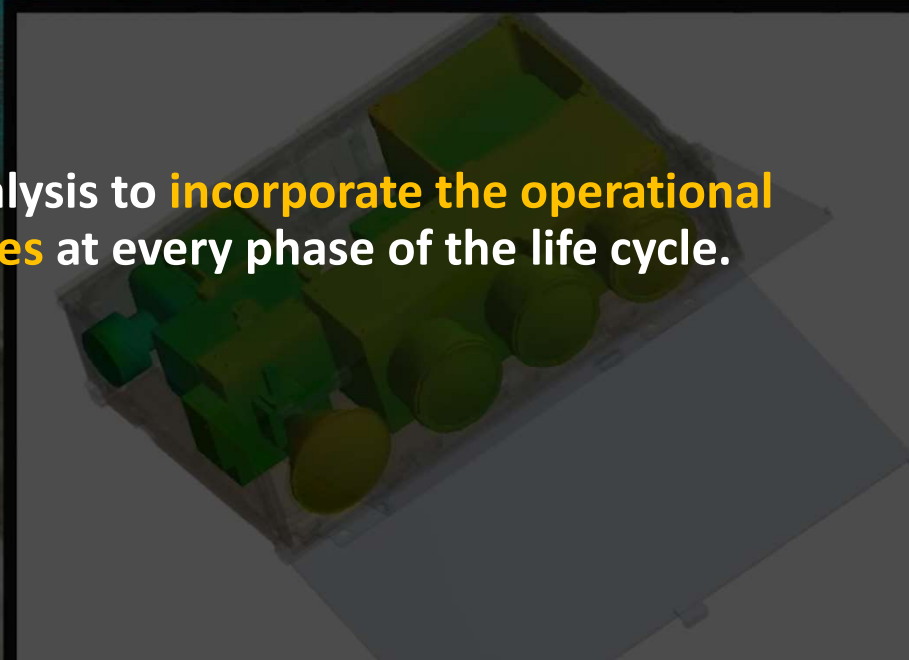 lysis to incorporate the operational
es at every phase of the life cycle.